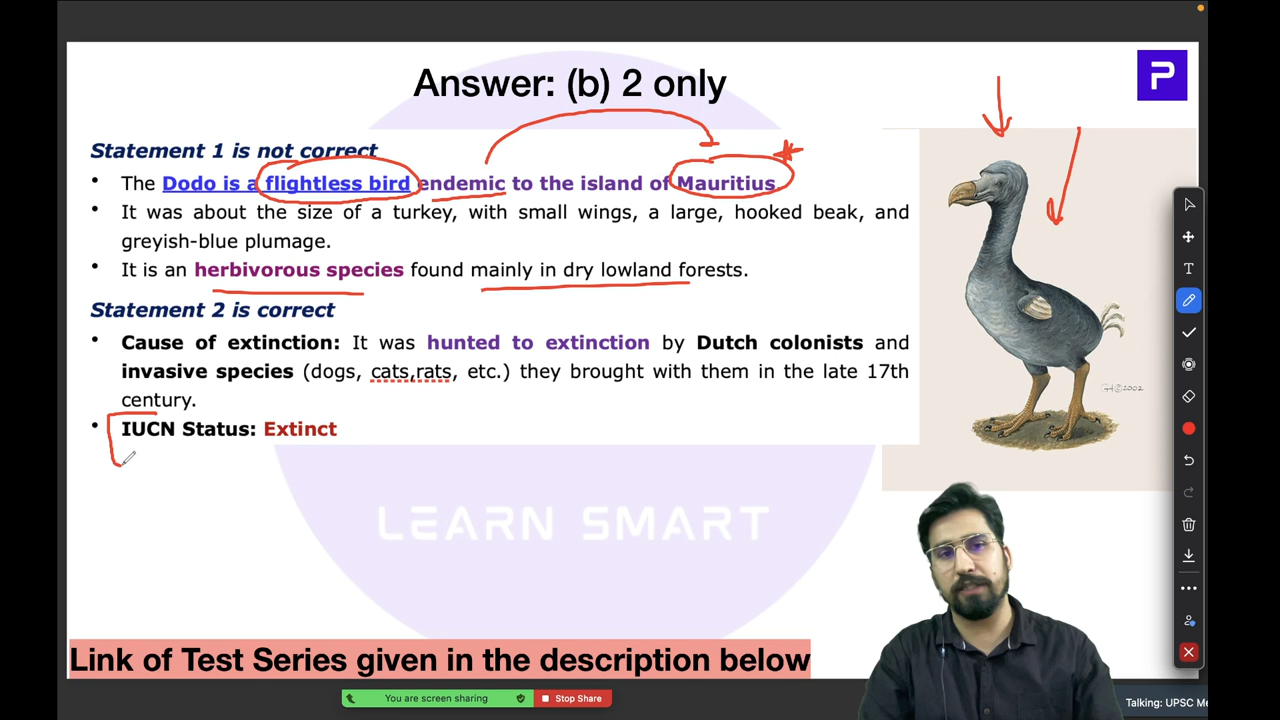 Answer: (b) 2 only
P
Statement 1 is not correct
• The Dodo is a flightless bird endemic to the island of Mauritius.
• It was about the size of a turkey, with small wings, a large, hooked beak, and
greyish-blue plumage.
• It is an herbivorous species found mainly in dry lowland forests.
Statement 2 is correct
• Cause of extinction: It was hunted to extinction by Dutch colonists and
invasive species (dogs, cats,rats, etc.) they brought with them in the late 17th
century.
• IUCN Status: Extinct
©2002
LEARN SMART
Link of Test Series given in the description below
You are screen sharing
Stop Share
Talking: UPSC Me
T